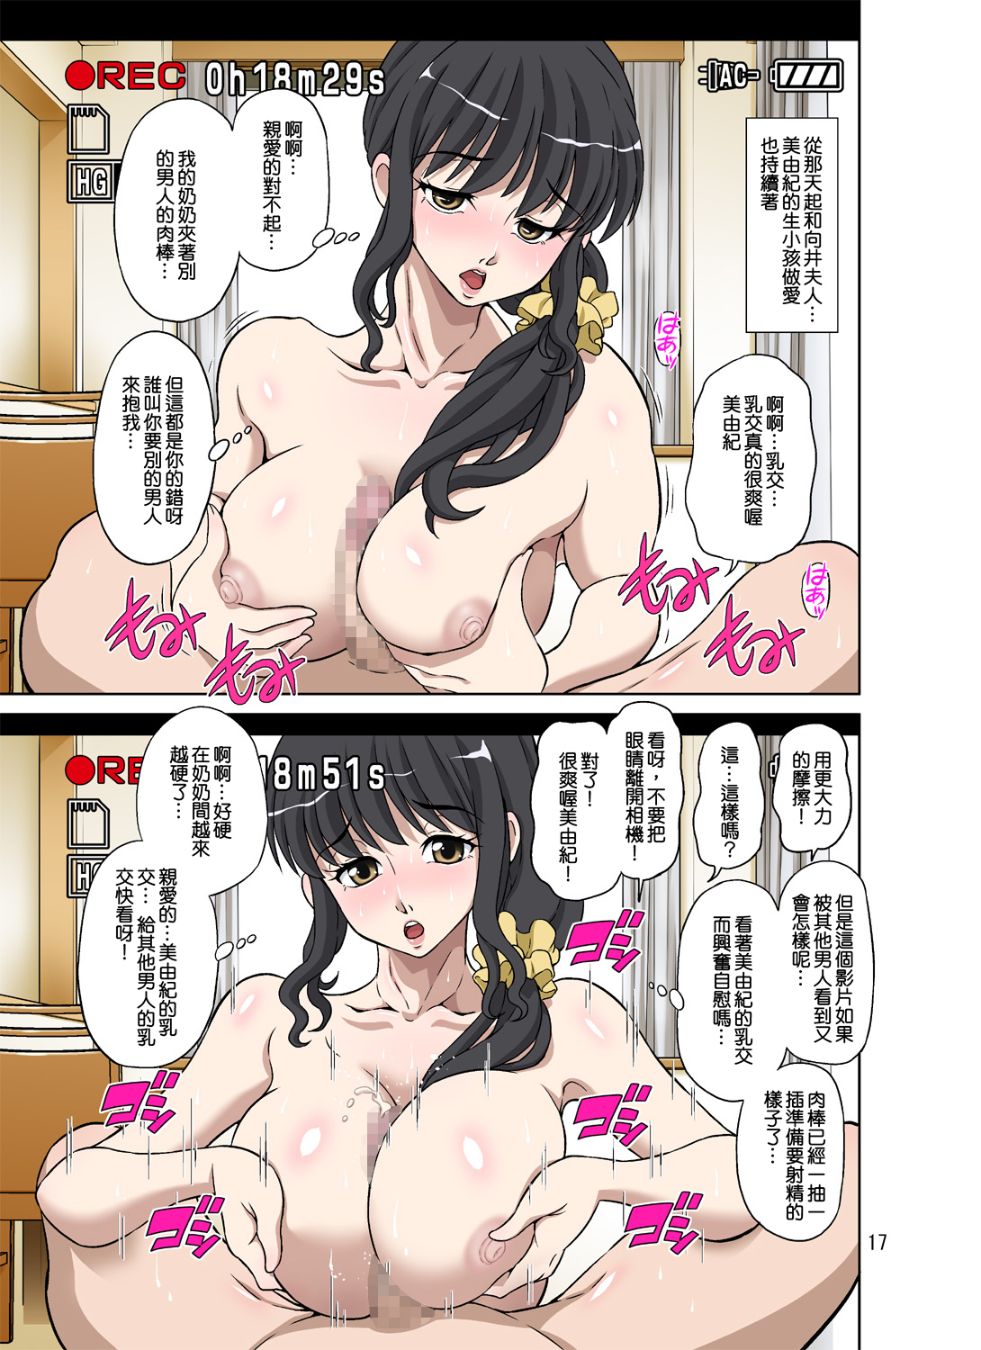 REC 0h18m29s
AC
HG
從那天起和向井夫人…
美由紀的生小孩做愛
也持續著
啊啊…乳交…
乳交真的很爽喔
美由紀
啊啊…
親愛的對不起…
我的奶奶夾著別
的男人的肉棒…
但這都是你的錯呀
誰叫你要別的男人
來抱我…
はあッ
はあッ
もみ
もみ
もみ
もみ
REC
18m51s
用更大力
的摩擦！
這…這樣嗎？
看呀，不要把
眼睛離開相機！
對了！
很爽喔美由紀！
但是這個影片如果
被其他男人看到又
會怎樣呢…
看著美由紀的乳交
而興奮自慰嗎…
肉棒已經一抽一
插準備要射精的
樣子了…
啊啊…好硬
在奶奶間越來
越硬了…
親愛的…美由紀的乳
交…給其他男人的乳
交快看呀！
ゴシ
ゴシ
ゴシ
ゴシ
17